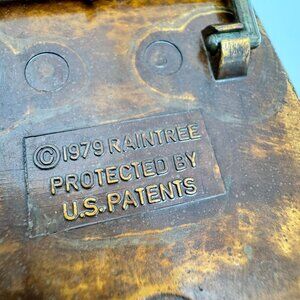 ©1979 RAINTREE
PROTECTED BY
U.S. PATENTS